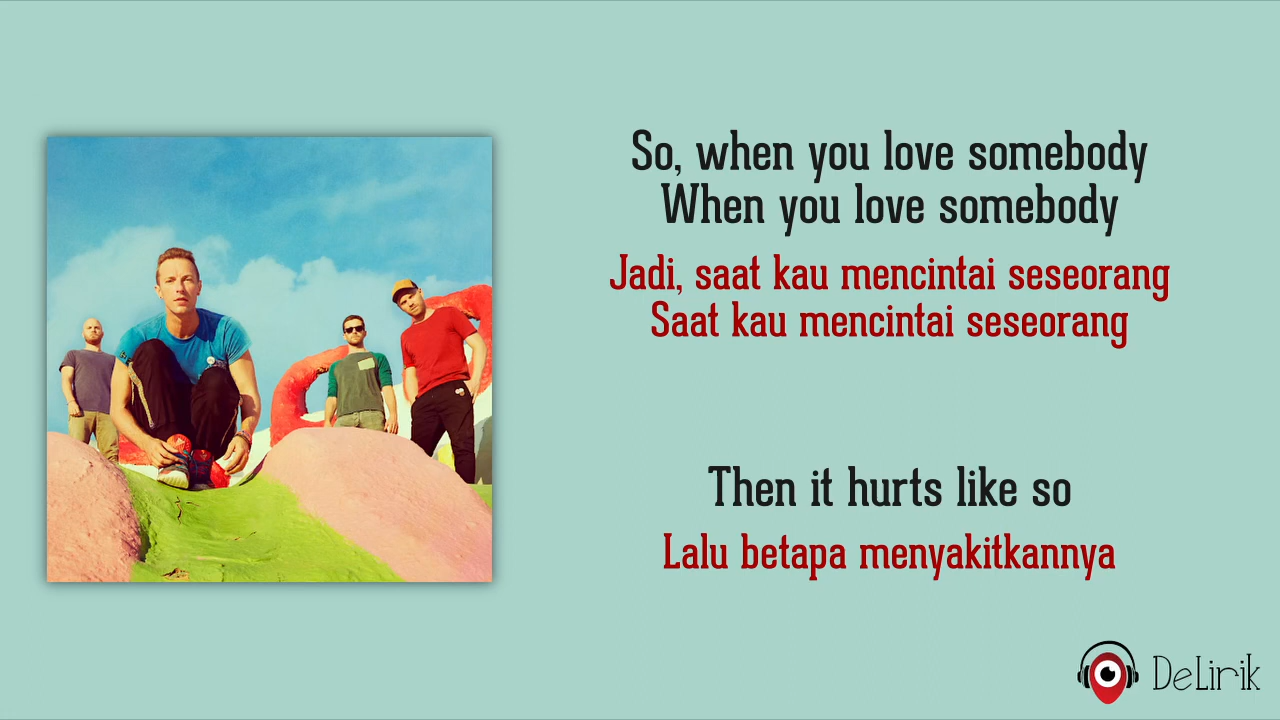 So, when you love somebody
When you love somebody
Jadi, saat kau mencintai seseorang
Saat kau mencintai seseorang
Then it hurts like so
Lalu betapa menyakitkannya
DeLirik